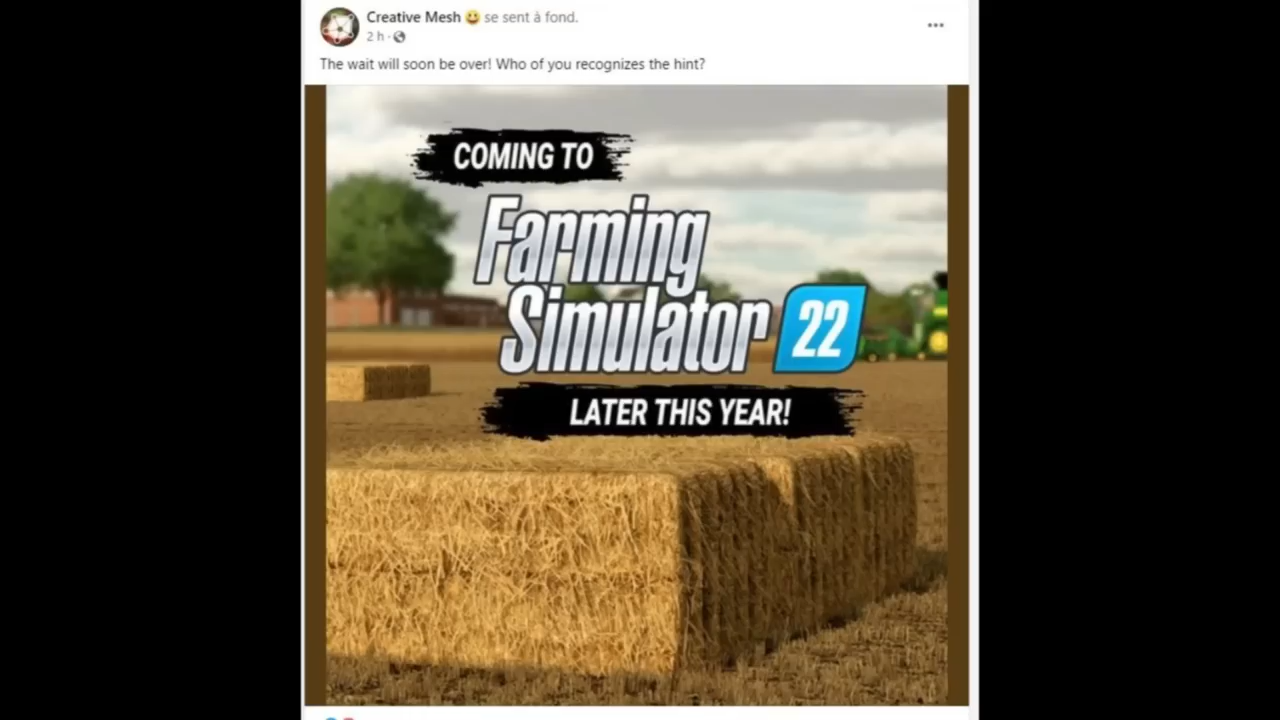 Creative Mesh 😃 se sent à fond.
2 h ·
The wait will soon be over! Who of you recognizes the hint?
COMING TO
Farming
Simulator 22
LATER THIS YEAR!